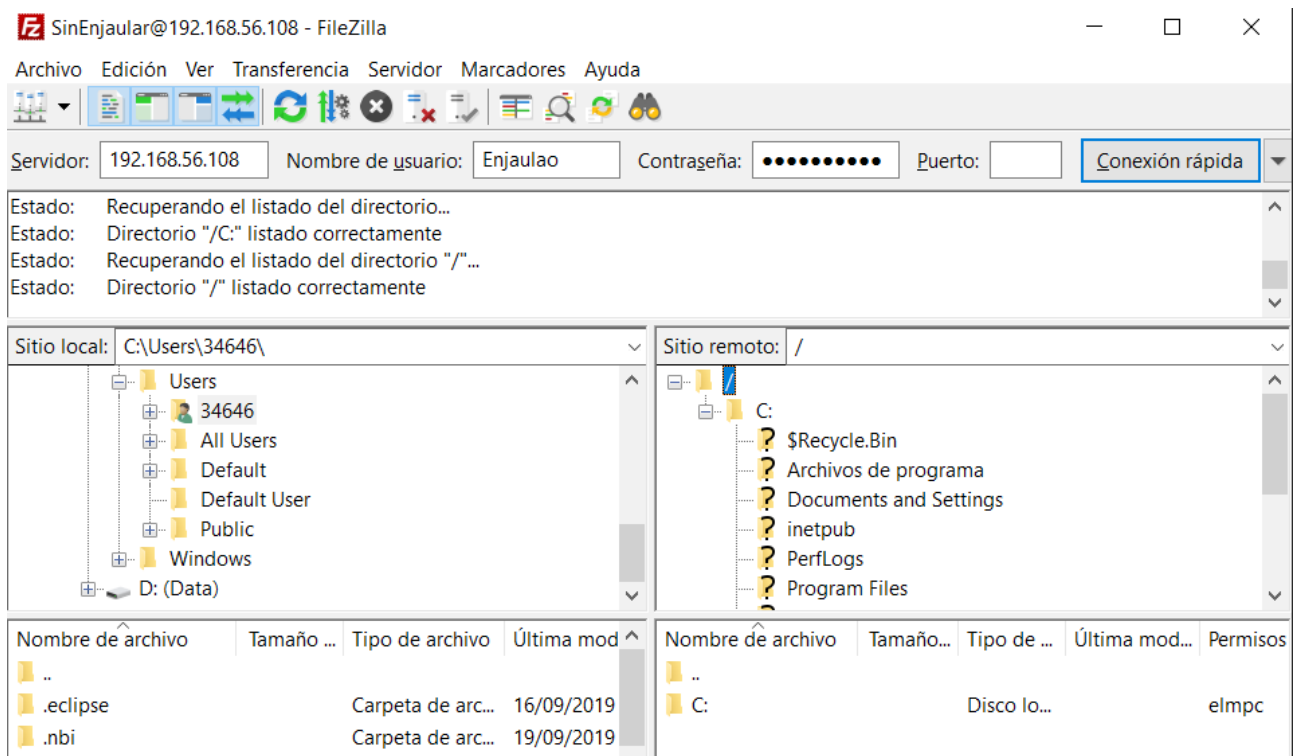 SinEnjaular@192.168.56.108 - FileZilla
Archivo Edición Ver Transferencia Servidor Marcadores Ayuda
Servidor: 192.168.56.108 Nombre de usuario: Enjaulao Contraseña: ●●●●●●●●●● Puerto: Conexión rápida
Estado: Recuperando el listado del directorio...
Estado: Directorio "/C:" listado correctamente
Estado: Recuperando el listado del directorio "/"...
Estado: Directorio "/" listado correctamente
Sitio local: C:\Users\34646\
Users
34646
All Users
Default
Default User
Public
Windows
D: (Data)
Sitio remoto: /
/
C:
$Recycle.Bin
Archivos de programa
Documents and Settings
inetpub
PerfLogs
Program Files
Nombre de archivo Tamaño ... Tipo de archivo Última mod
..
.eclipse Carpeta de arc... 16/09/2019
.nbi Carpeta de arc... 19/09/2019
Nombre de archivo Tamaño... Tipo de ... Última mod... Permisos
..
C: Disco lo... elmpc